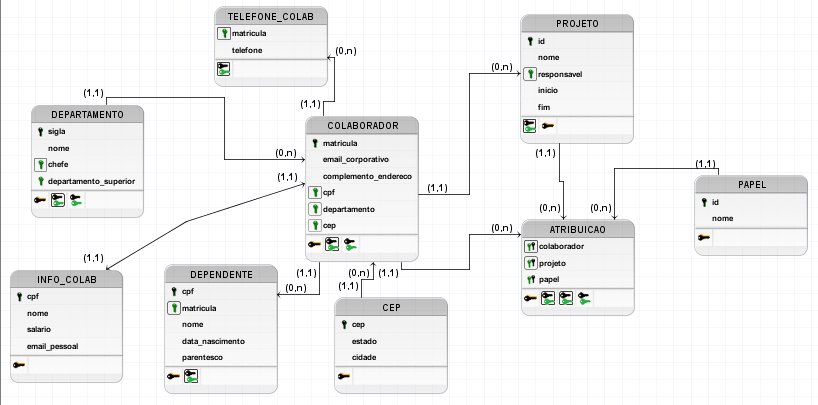 TELEFONE_COLAB
matricula
telefone
(0,n)
(1,1)
PROJETO
id
nome
responsavel
inicio
fim
(0,n)
(1,1)
(1,1)
DEPARTAMENTO
sigla
nome
chefe
departamento_superior
(0,n)
COLABORADOR
matricula
email_corporativo
complemento_endereco
cpf
departamento
cep
(1,1)
(1,1)
(1,1)
PAPEL
id
nome
(0,n)
(0,n)
(0,n)
ATRIBUICAO
colaborador
projeto
papel
(1,1)
INFO_COLAB
cpf
nome
salario
email_pessoal
DEPENDENTE
cpf
matricula
nome
data_nascimento
parentesco
(1,1)
(0,n)
(0,n)
(1,1)
(1,1)
CEP
cep
estado
cidade